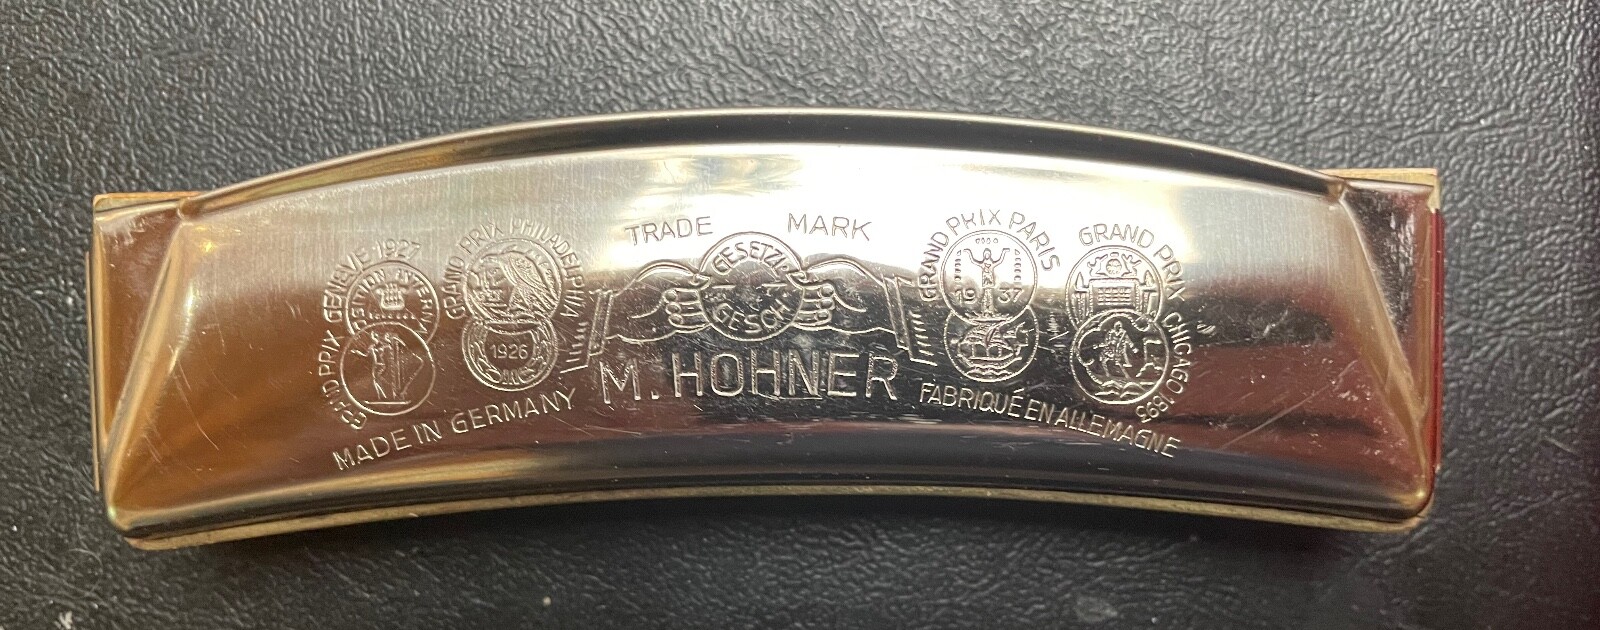 TRADE MARK
GRAND PRIX GENÈVE 1927
GRAND PRIX PHILADELPHIA
1926
GESETZL
GESCH
GRAND PRIX PARIS
1937
GRAND PRIX CHICAGO 1893
M. HOHNER
MADE IN GERMANY
FABRIQUÉ EN ALLEMAGNE